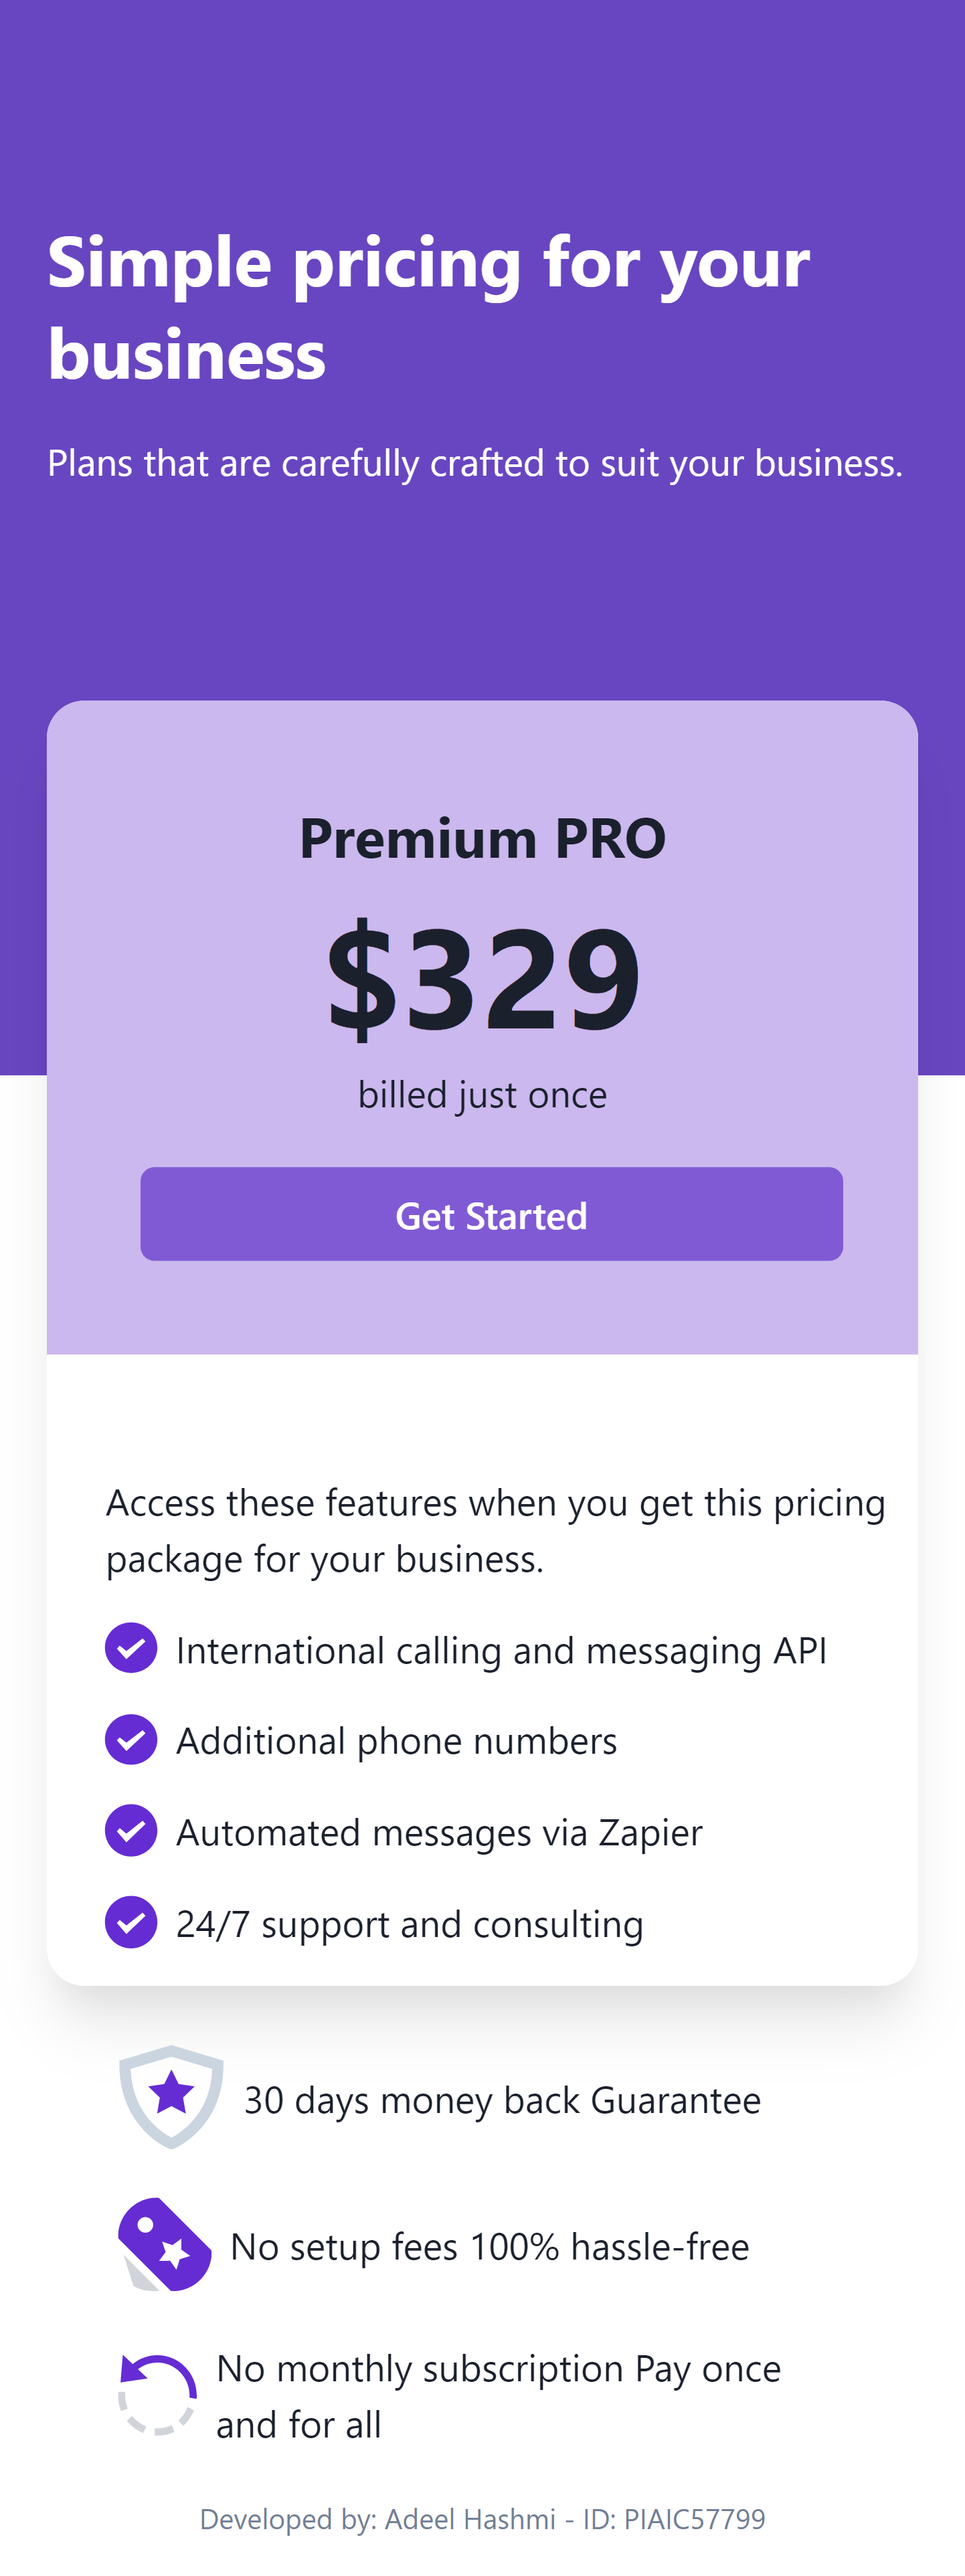 Simple pricing for your
business
Plans that are carefully crafted to suit your business.
Premium PRO
$329
billed just once
Get Started
Access these features when you get this pricing
package for your business.
International calling and messaging API
Additional phone numbers
Automated messages via Zapier
24/7 support and consulting
30 days money back Guarantee
No setup fees 100% hassle-free
No monthly subscription Pay once
and for all
Developed by: Adeel Hashmi - ID: PIAIC57799